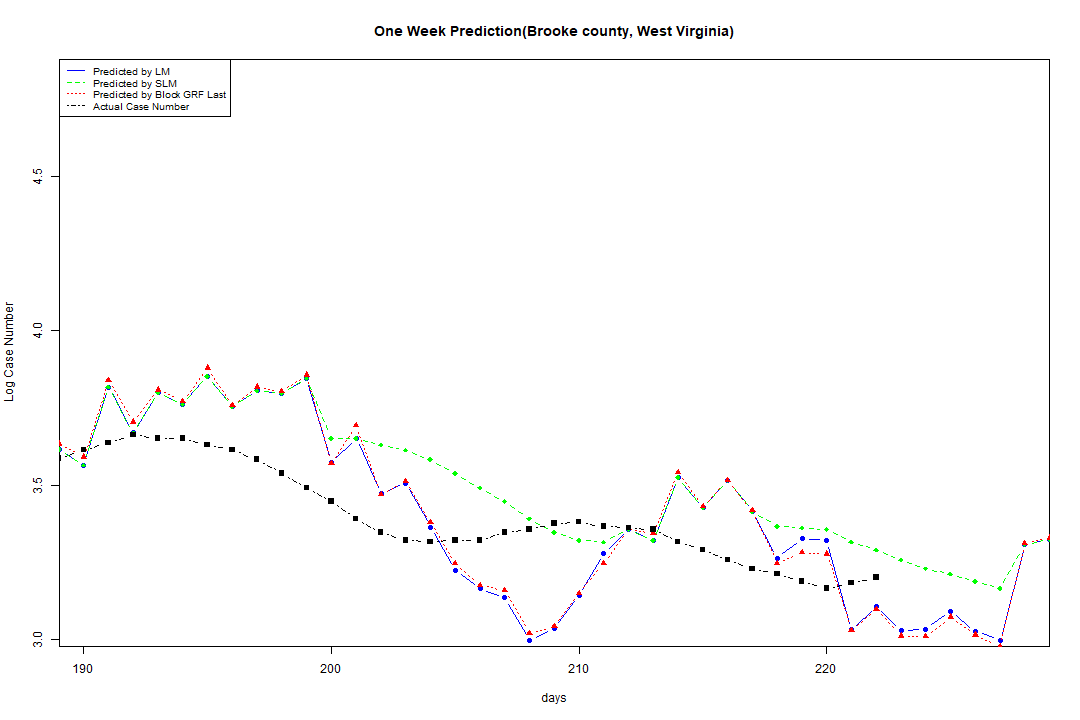 One Week Prediction(Brooke county, West Virginia)
Predicted by LM
Predicted by SLM
Predicted by Block GRF Last
Actual Case Number
Log Case Number
4.5
4.0
3.5
3.0
190 200 210 220
days